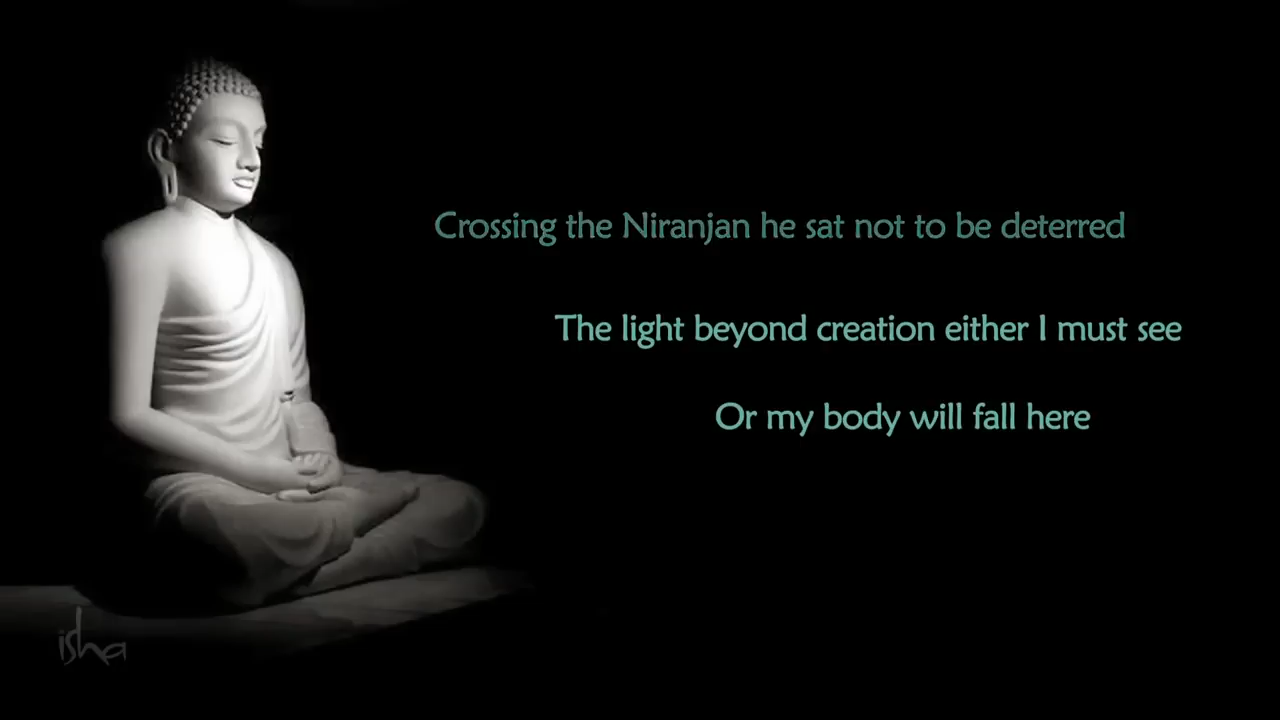 Crossing the Niranjan he sat not to be deterred
The light beyond creation either I must see
Or my body will fall here
isha